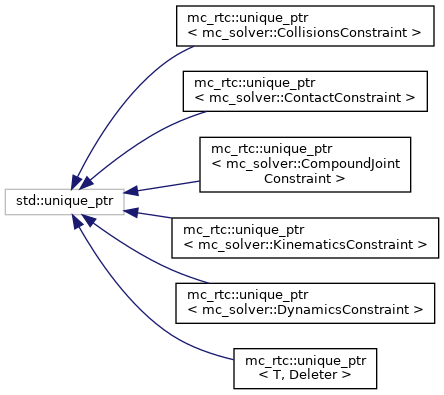 mc_rtc::unique_ptr
< mc_solver::CollisionsConstraint >
mc_rtc::unique_ptr
< mc_solver::ContactConstraint >
mc_rtc::unique_ptr
< mc_solver::CompoundJoint
Constraint >
std::unique_ptr
mc_rtc::unique_ptr
< mc_solver::KinematicsConstraint >
mc_rtc::unique_ptr
< mc_solver::DynamicsConstraint >
mc_rtc::unique_ptr
< T, Deleter >